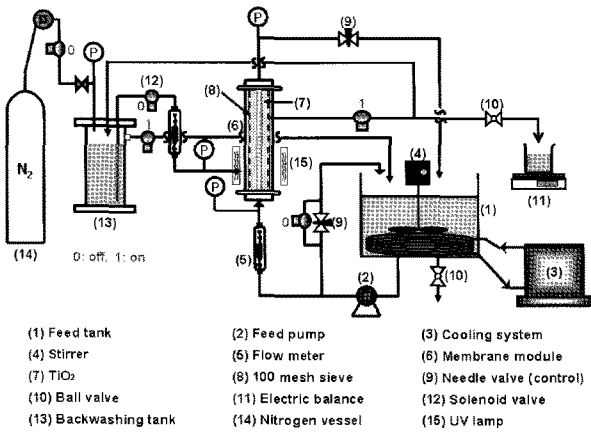 0
P
P
(9)
(12)
0
(8)
(7)
1
(10)
1
(6)
(4)
N2
P
(15)
P
(1)
(11)
(13)
0
(9)
(14)
0: off, 1: on
(5)
(2)
(10)
(3)
(1) Feed tank (2) Feed pump (3) Cooling system
(4) Stirrer (5) Flow meter (6) Membrane module
(7) TiO2 (8) 100 mesh sieve (9) Needle valve (control)
(10) Ball valve (11) Electric balance (12) Solenoid valve
(13) Backwashing tank (14) Nitrogen vessel (15) UV lamp